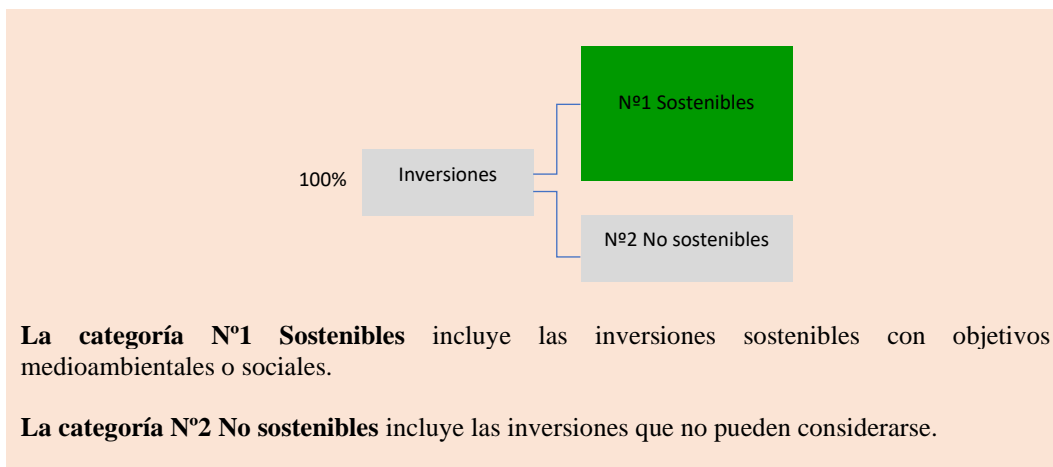 Nº1 Sostenibles
100%
Inversiones
Nº2 No sostenibles
La categoría Nº1 Sostenibles incluye las inversiones sostenibles con objetivos
medioambientales o sociales.
La categoría Nº2 No sostenibles incluye las inversiones que no pueden considerarse.